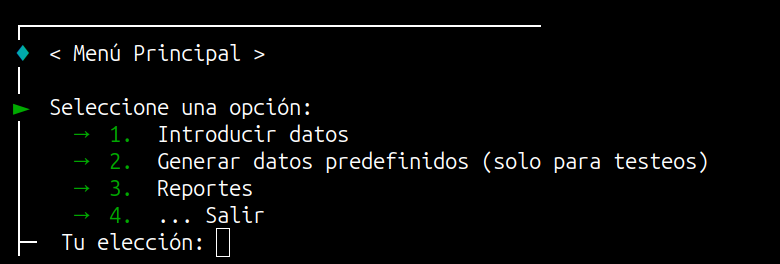 < Menú Principal >
Seleccione una opción:
→ 1. Introducir datos
→ 2. Generar datos predefinidos (solo para testeos)
→ 3. Reportes
→ 4. ... Salir
Tu elección: